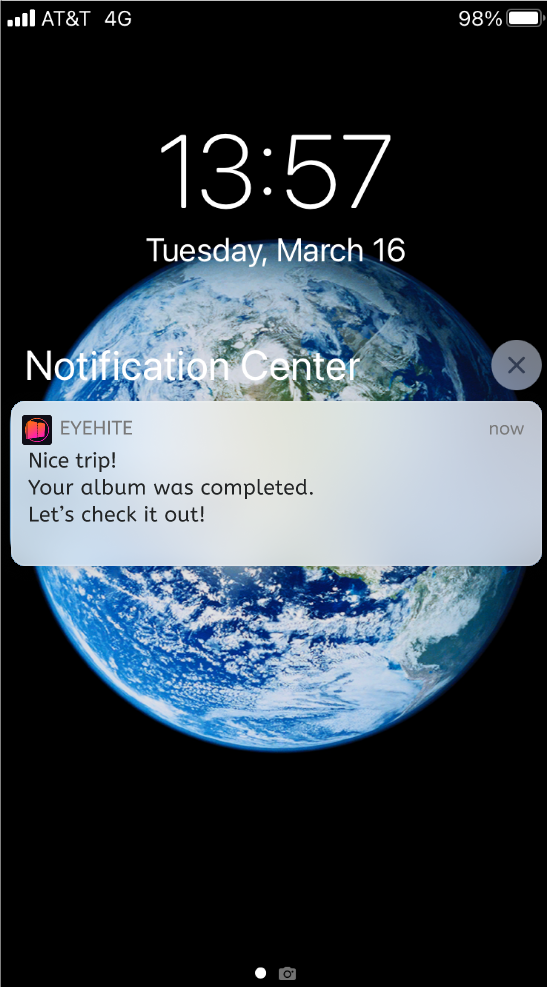 AT&T 4G 98%
13:57
Tuesday, March 16
Notification Center
EYEHITE now
Nice trip!
Your album was completed.
Let's check it out!